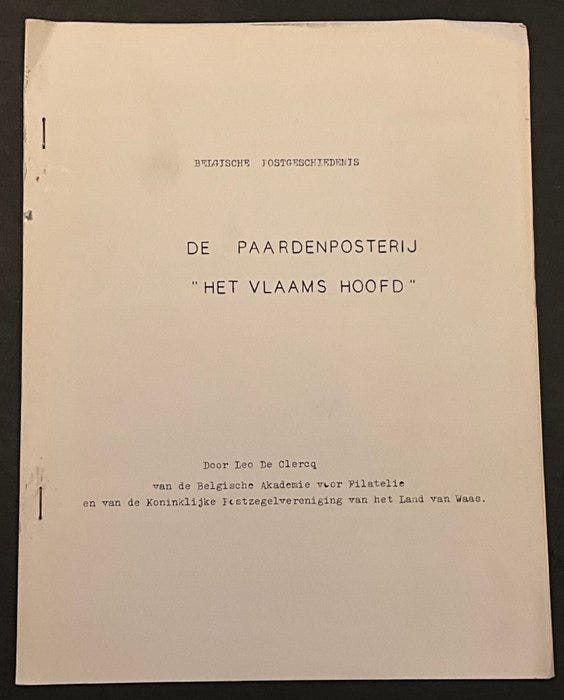 BELGISCHE POSTGESCHIEDENIS
DE PAARDENPOSTERIJ
"HET VLAAMS HOOFD"
Door Leo De Clercq
van de Belgische Akademie voor Filatelie
en van de Koninklijke Postzegelvereniging van het Land van Waas.